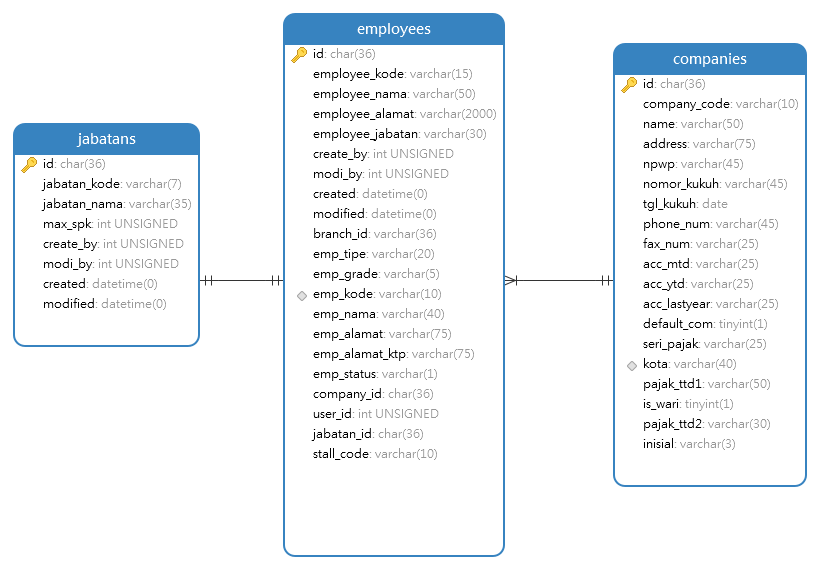 jabatans
id: char(36)
jabatan_kode: varchar(7)
jabatan_nama: varchar(35)
max_spk: int UNSIGNED
create_by: int UNSIGNED
modi_by: int UNSIGNED
created: datetime(0)
modified: datetime(0)
employees
id: char(36)
employee_kode: varchar(15)
employee_nama: varchar(50)
employee_alamat: varchar(2000)
employee_jabatan: varchar(30)
create_by: int UNSIGNED
modi_by: int UNSIGNED
created: datetime(0)
modified: datetime(0)
branch_id: varchar(36)
emp_tipe: varchar(20)
emp_grade: varchar(5)
emp_kode: varchar(10)
emp_nama: varchar(40)
emp_alamat: varchar(75)
emp_alamat_ktp: varchar(75)
emp_status: varchar(1)
company_id: char(36)
user_id: int UNSIGNED
jabatan_id: char(36)
stall_code: varchar(10)
companies
id: char(36)
company_code: varchar(10)
name: varchar(50)
address: varchar(75)
npwp: varchar(45)
nomor_kukuh: varchar(45)
tgl_kukuh: date
phone_num: varchar(45)
fax_num: varchar(25)
acc_mtd: varchar(25)
acc_ytd: varchar(25)
acc_lastyear: varchar(25)
default_com: tinyint(1)
seri_pajak: varchar(25)
kota: varchar(40)
pajak_ttd1: varchar(50)
is_wari: tinyint(1)
pajak_ttd2: varchar(30)
inisial: varchar(3)